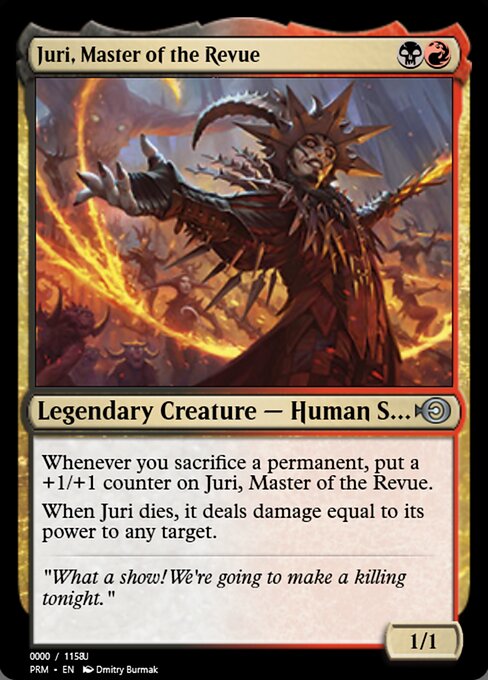 Juri, Master of the Revue
Legendary Creature — Human S...
Whenever you sacrifice a permanent, put a
+1/+1 counter on Juri, Master of the Revue.
When Juri dies, it deals damage equal to its
power to any target.
"What a show! We're going to make a killing
tonight."
1/1
0000 / 1158U
PRM • EN Dmitry Burmak